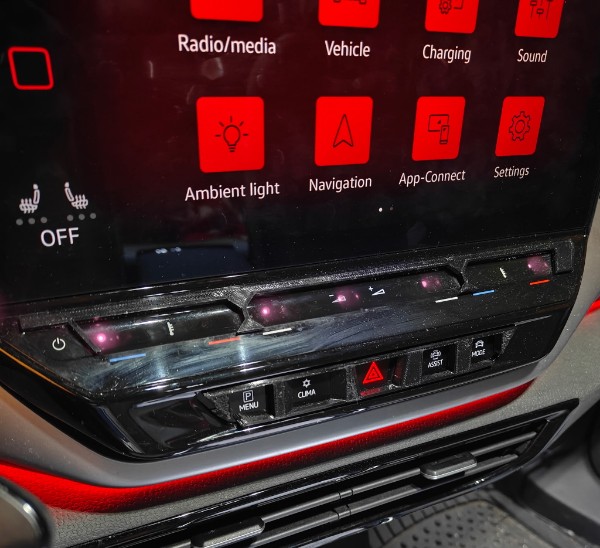 Radio/media
Vehicle
Charging
Sound
Ambient light
Navigation
App-Connect
Settings
OFF
P
MENU
CLIMA
ASSIST
MODE